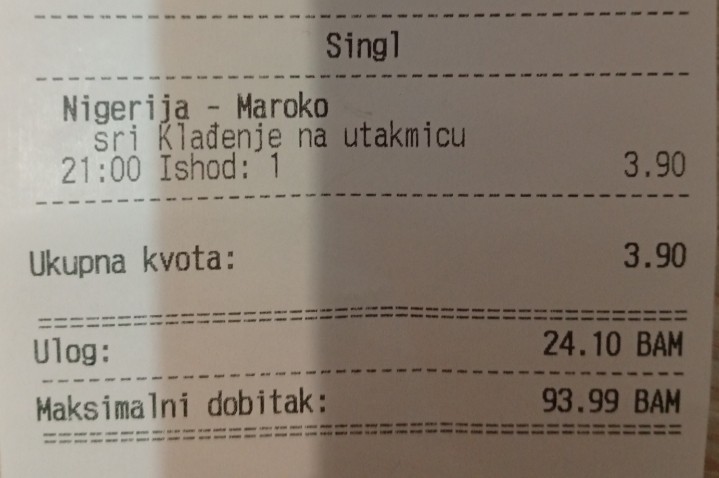 Singl
Nigerija - Maroko
sri Klađenje na utakmicu
21:00 Ishod: 1 3.90
Ukupna kvota: 3.90
Ulog: 24.10 BAM
Maksimalni dobitak: 93.99 BAM